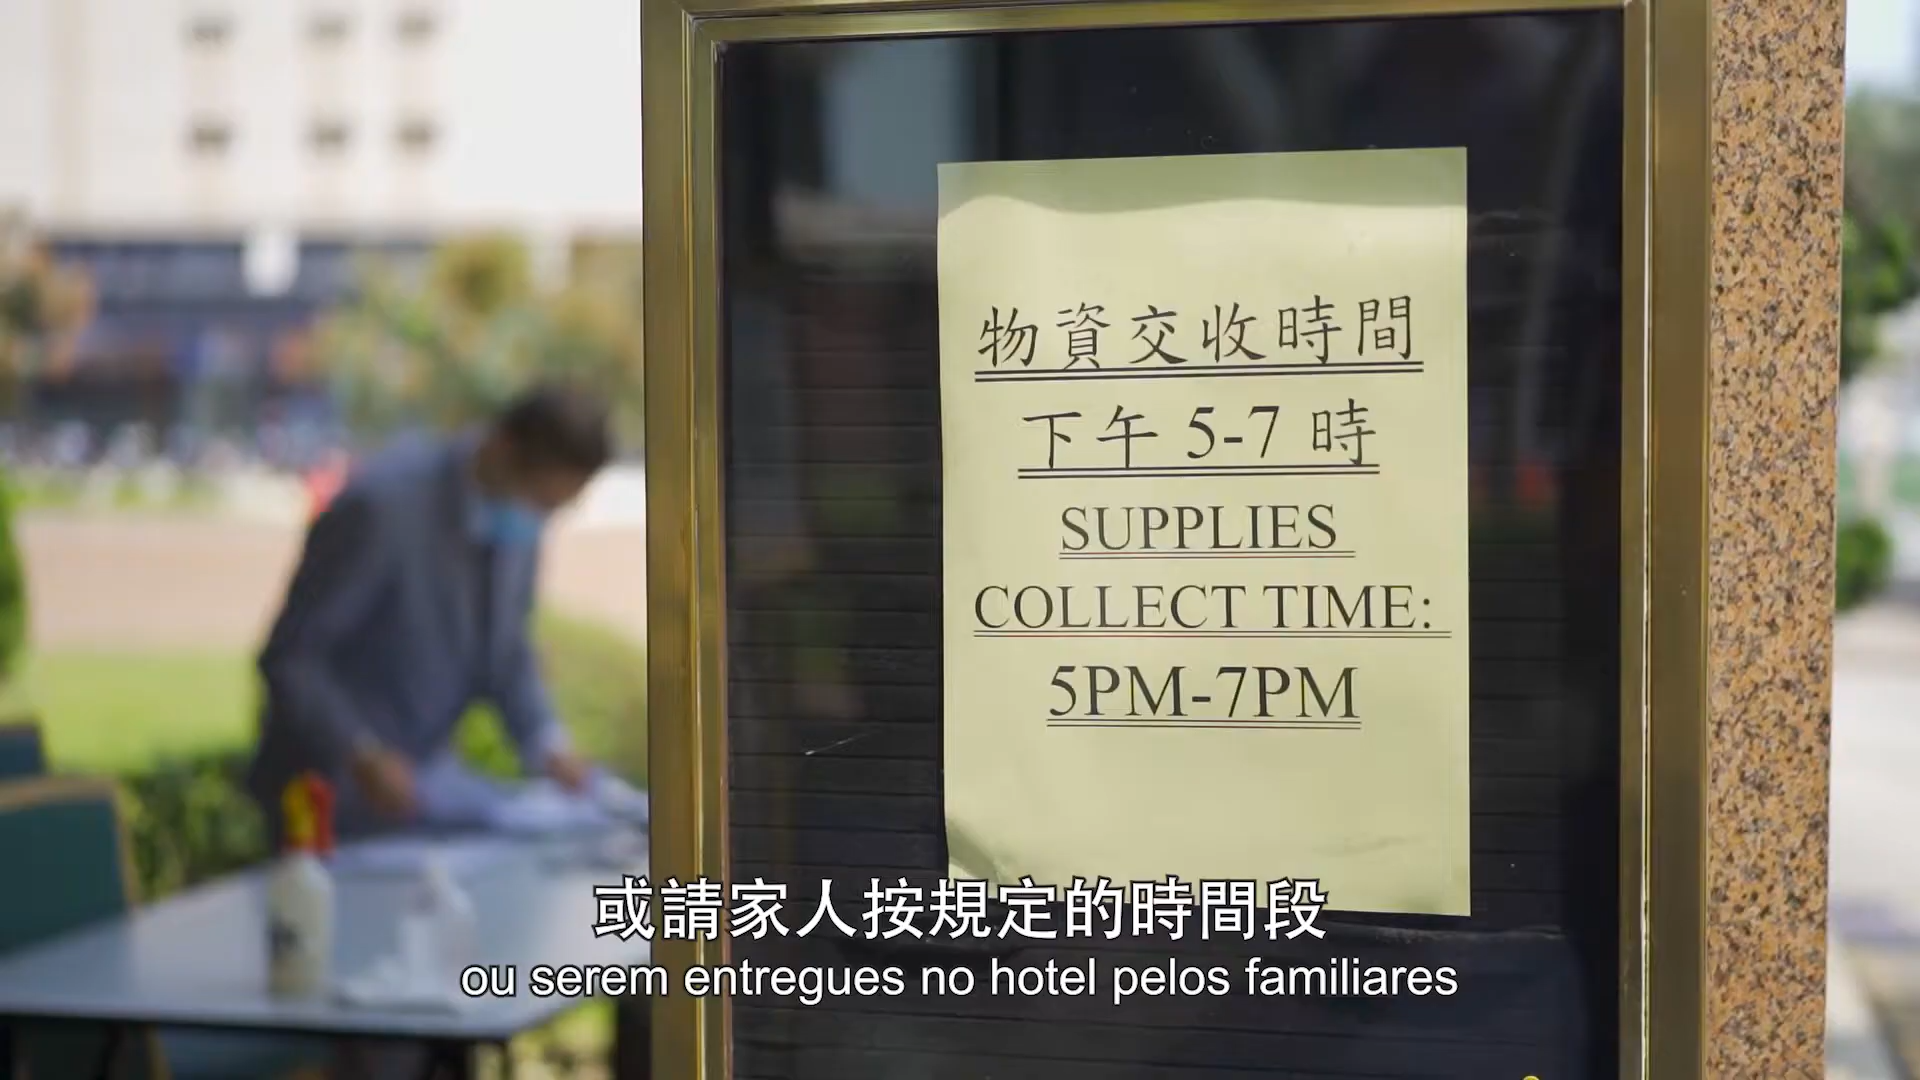 物資交收時間
下午 5-7 時
SUPPLIES
COLLECT TIME:
5PM-7PM
或請家人按規定的時間段
ou serem entregues no hotel pelos familiares